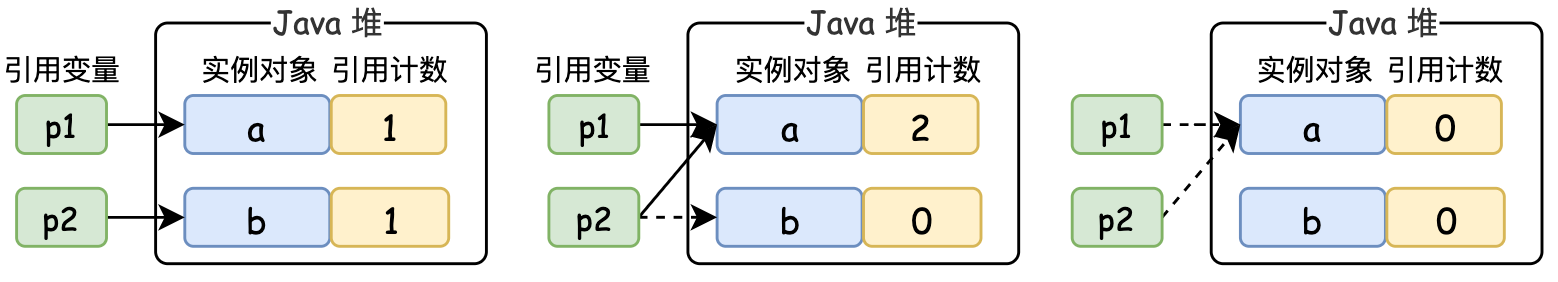 Java 堆
引用变量 实例对象 引用计数
p1 a 1
p2 b 1
Java 堆
引用变量 实例对象 引用计数
p1 a 2
p2 b 0
Java 堆
实例对象 引用计数
p1 a 0
p2 b 0